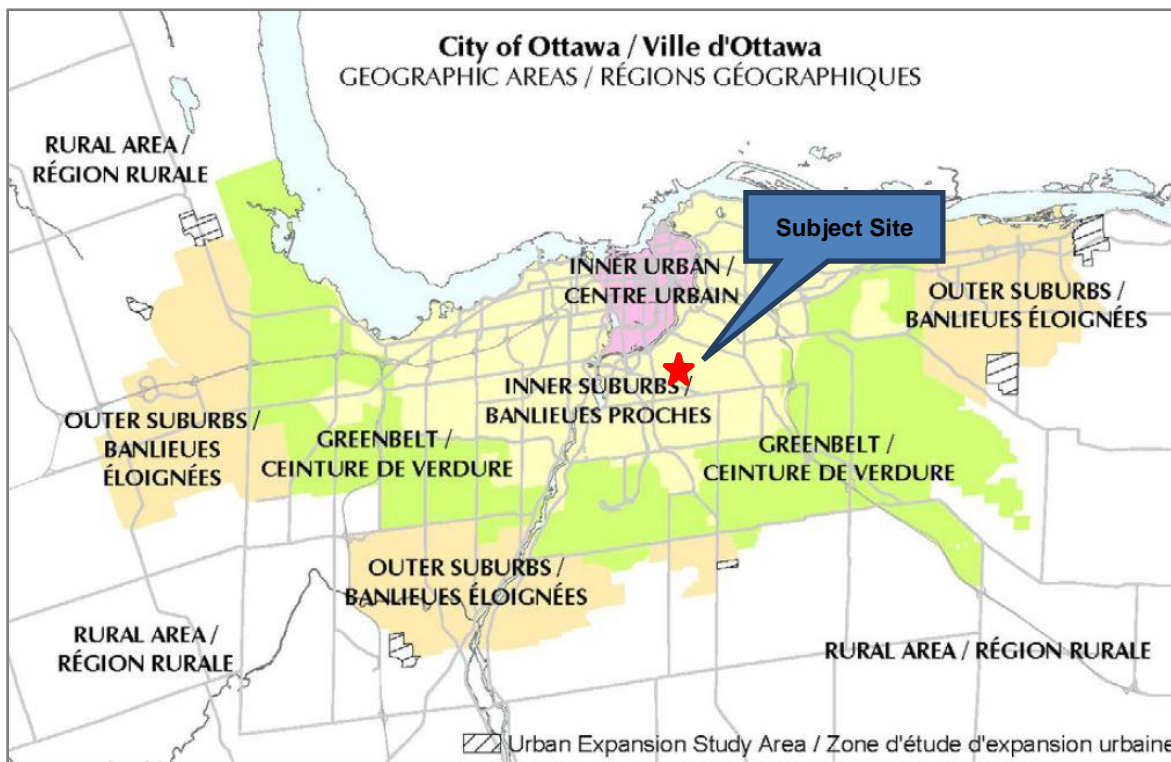 City of Ottawa / Ville d'Ottawa
GEOGRAPHIC AREAS / RÉGIONS GÉOGRAPHIQUES
RURAL AREA /
RÉGION RURALE
Subject Site
INNER URBAN /
CENTRE URBAIN
OUTER SUBURBS /
BANLIEUES ÉLOIGNÉES
INNER SUBURBS /
BANLIEUES PROCHES
OUTER SUBURBS /
BANLIEUES
ÉLOIGNÉES
GREENBELT /
CEINTURE DE VERDURE
GREENBELT /
CEINTURE DE VERDURE
OUTER SUBURBS /
BANLIEUES ÉLOIGNÉES
RURAL AREA /
RÉGION RURALE
RURAL AREA / RÉGION RURALE
Urban Expansion Study Area / Zone d'étude d'expansion urbaine